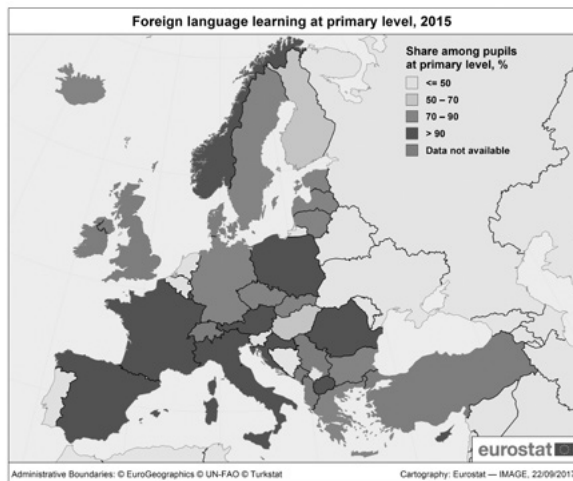 Foreign language learning at primary level, 2015
Share among pupils
at primary level, %
<= 50
50 – 70
70 – 90
> 90
Data not available
eurostat
Administrative Boundaries: © EuroGeographics © UN-FAO © Turkstat
Cartography: Eurostat — IMAGE, 22/09/2017